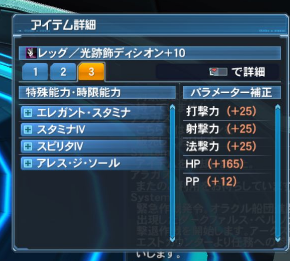 アイテム詳細
レッグ／光跡飾ディシオン+10
1 2 3 で詳細
特殊能力・時限能力 パラメーター補正
エレガント・スタミナ 打撃力 (+25)
スタミナⅣ 射撃力 (+25)
スピリタⅣ 法撃力 (+25)
アレス・ジ・ソール HP (+165)
PP (+12)
いします。